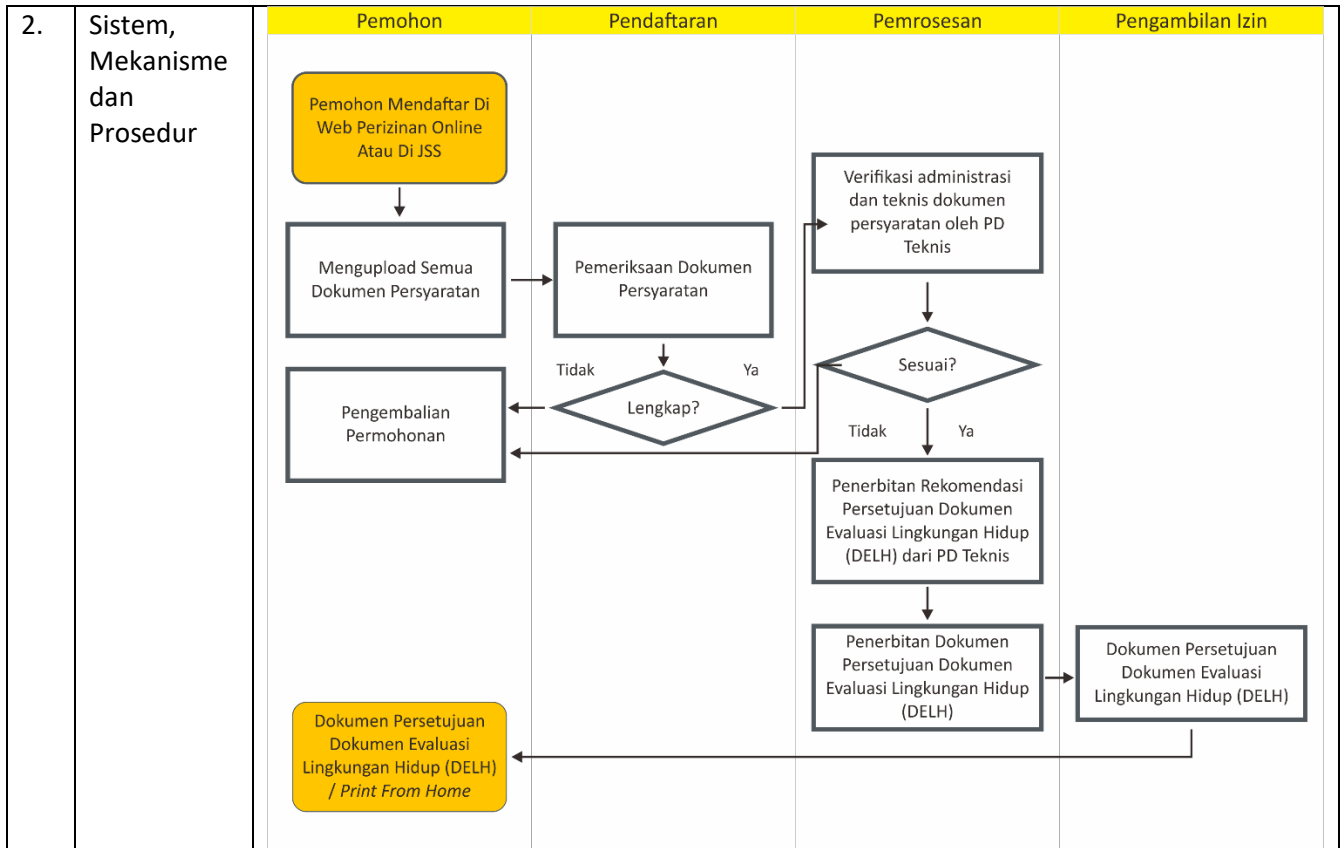 2.
Sistem,
Mekanisme
dan
Prosedur
Pemohon
Pendaftaran
Pemrosesan
Pengambilan Izin
Pemohon Mendaftar Di
Web Perizinan Online
Atau Di JSS
Mengupload Semua
Dokumen Persyaratan
Pemeriksaan Dokumen
Persyaratan
Verifikasi administrasi
dan teknis dokumen
persyaratan oleh PD
Teknis
Tidak
Ya
Lengkap?
Sesuai?
Pengembalian
Permohonan
Tidak
Ya
Penerbitan Rekomendasi
Persetujuan Dokumen
Evaluasi Lingkungan Hidup
(DELH) dari PD Teknis
Penerbitan Dokumen
Persetujuan Dokumen
Evaluasi Lingkungan Hidup
(DELH)
Dokumen Persetujuan
Dokumen Evaluasi
Lingkungan Hidup (DELH)
Dokumen Persetujuan
Dokumen Evaluasi
Lingkungan Hidup (DELH)
/ Print From Home